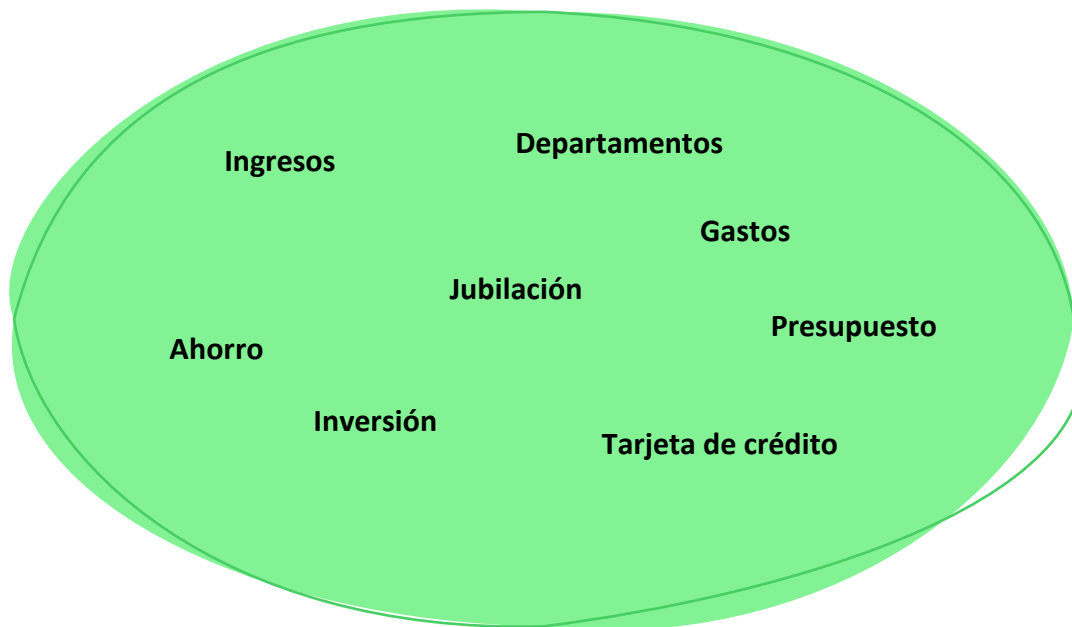 Departamentos
Ingresos
Gastos
Jubilación
Presupuesto
Ahorro
Inversión
Tarjeta de crédito